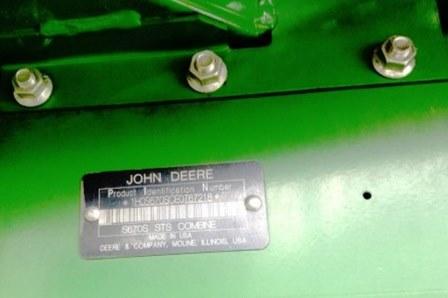 JOHN DEERE
Product Identification Number
S670S STS COMBINE
MADE IN USA
DEERE & COMPANY, MOLINE, ILLINOIS, USA